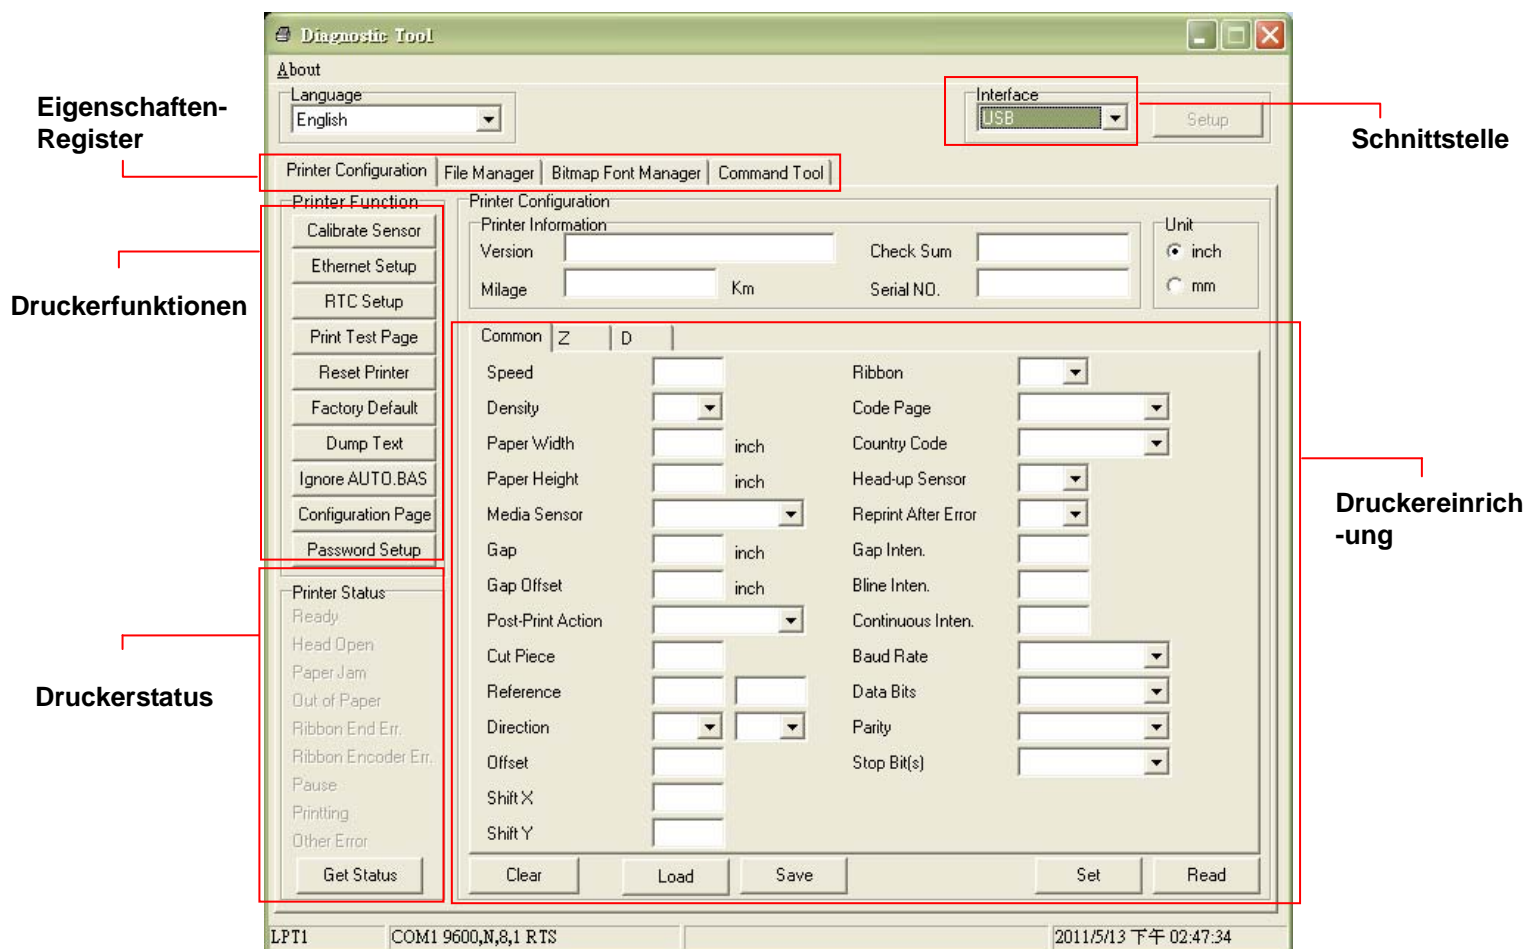 Diagnostic Tool
About
Language
English
Interface
USB
Setup
Eigenschaften-
Register
Schnittstelle
Printer Configuration
File Manager
Bitmap Font Manager
Command Tool
Printer Function
Calibrate Sensor
Ethernet Setup
RTC Setup
Print Test Page
Reset Printer
Factory Default
Dump Text
Ignore AUTO.BAS
Configuration Page
Password Setup
Druckerfunktionen
Printer Configuration
Printer Information
Version
Check Sum
Milage
Km
Serial NO.
Unit
inch
mm
Common
Z
D
Speed
Density
Paper Width
inch
Paper Height
inch
Media Sensor
Gap
inch
Gap Offset
inch
Post-Print Action
Cut Piece
Reference
Direction
Offset
Shift X
Shift Y
Ribbon
Code Page
Country Code
Head-up Sensor
Reprint After Error
Gap Inten.
Bline Inten.
Continuous Inten.
Baud Rate
Data Bits
Parity
Stop Bit(s)
Druckereinrich
-ung
Printer Status
Ready
Head Open
Paper Jam
Out of Paper
Ribbon End Err.
Ribbon Encoder Err.
Pause
Printting
Other Error
Get Status
Druckerstatus
Clear
Load
Save
Set
Read
LPT1
COM1 9600,N,8,1 RTS
2011/5/13 下午 02:47:34